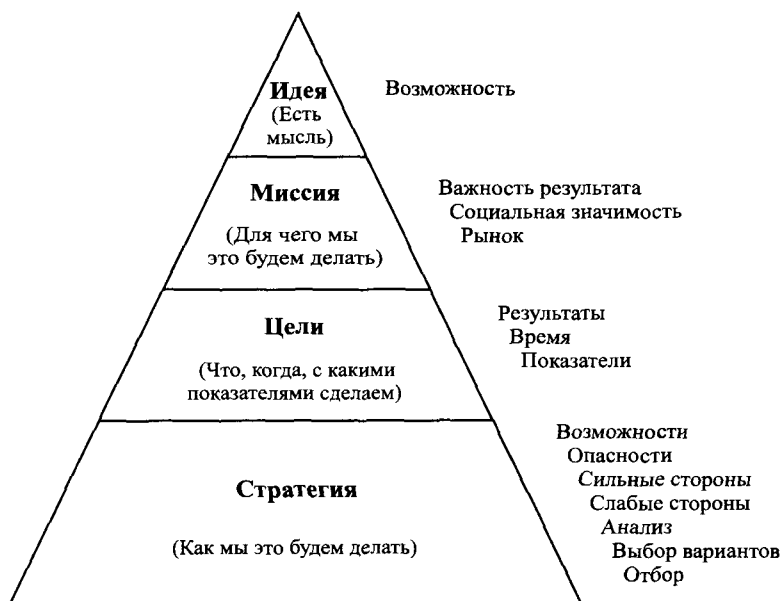 Идея
(Есть
мысль)
Возможность
Миссия
(Для чего мы
это будем делать)
Важность результата
Социальная значимость
Рынок
Цели
(Что, когда, с какими
показателями сделаем)
Результаты
Время
Показатели
Стратегия
(Как мы это будем делать)
Возможности
Опасности
Сильные стороны
Слабые стороны
Анализ
Выбор вариантов
Отбор